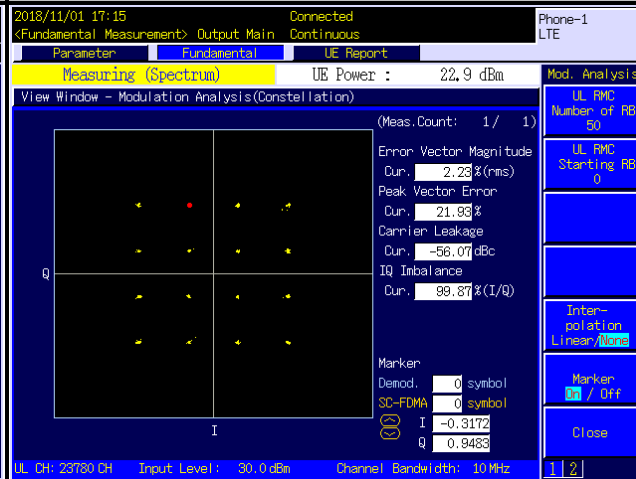 2018/11/01 17:15 Connected Phone-1
<Fundamental Measurement> Output Main Continuous LTE
Parameter Fundamental UE Report
Measuring (Spectrum) UE Power : 22.9 dBm Mod. Analysis
View Window - Modulation Analysis(Constellation)
UL RMC
Number of RB
50
(Meas.Count: 1/ 1)
Error Vector Magnitude
Cur. 2.23 %(rms)
UL RMC
Starting RB
0
Peak Vector Error
Cur. 21.93 %
Carrier Leakage
Cur. -56.07 dBc
IQ Imbalance
Cur. 99.87 %(I/Q)
Q
I
Inter-
polation
Linear/None
Marker
Demod. 0 symbol
SC-FDMA 0 symbol
I -0.3172
Q 0.9483
Marker
On / Off
Close
UL CH: 23780 CH Input Level: 30.0 dBm Channel Bandwidth: 10 MHz 1 2